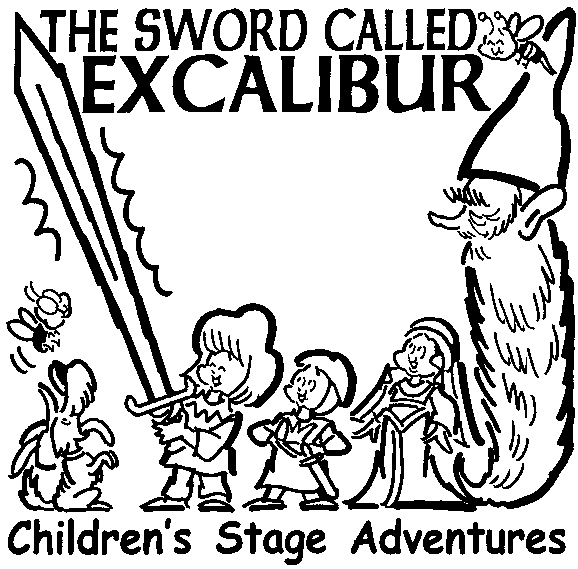 THE SWORD CALLED
EXCALIBUR
Children's Stage Adventures